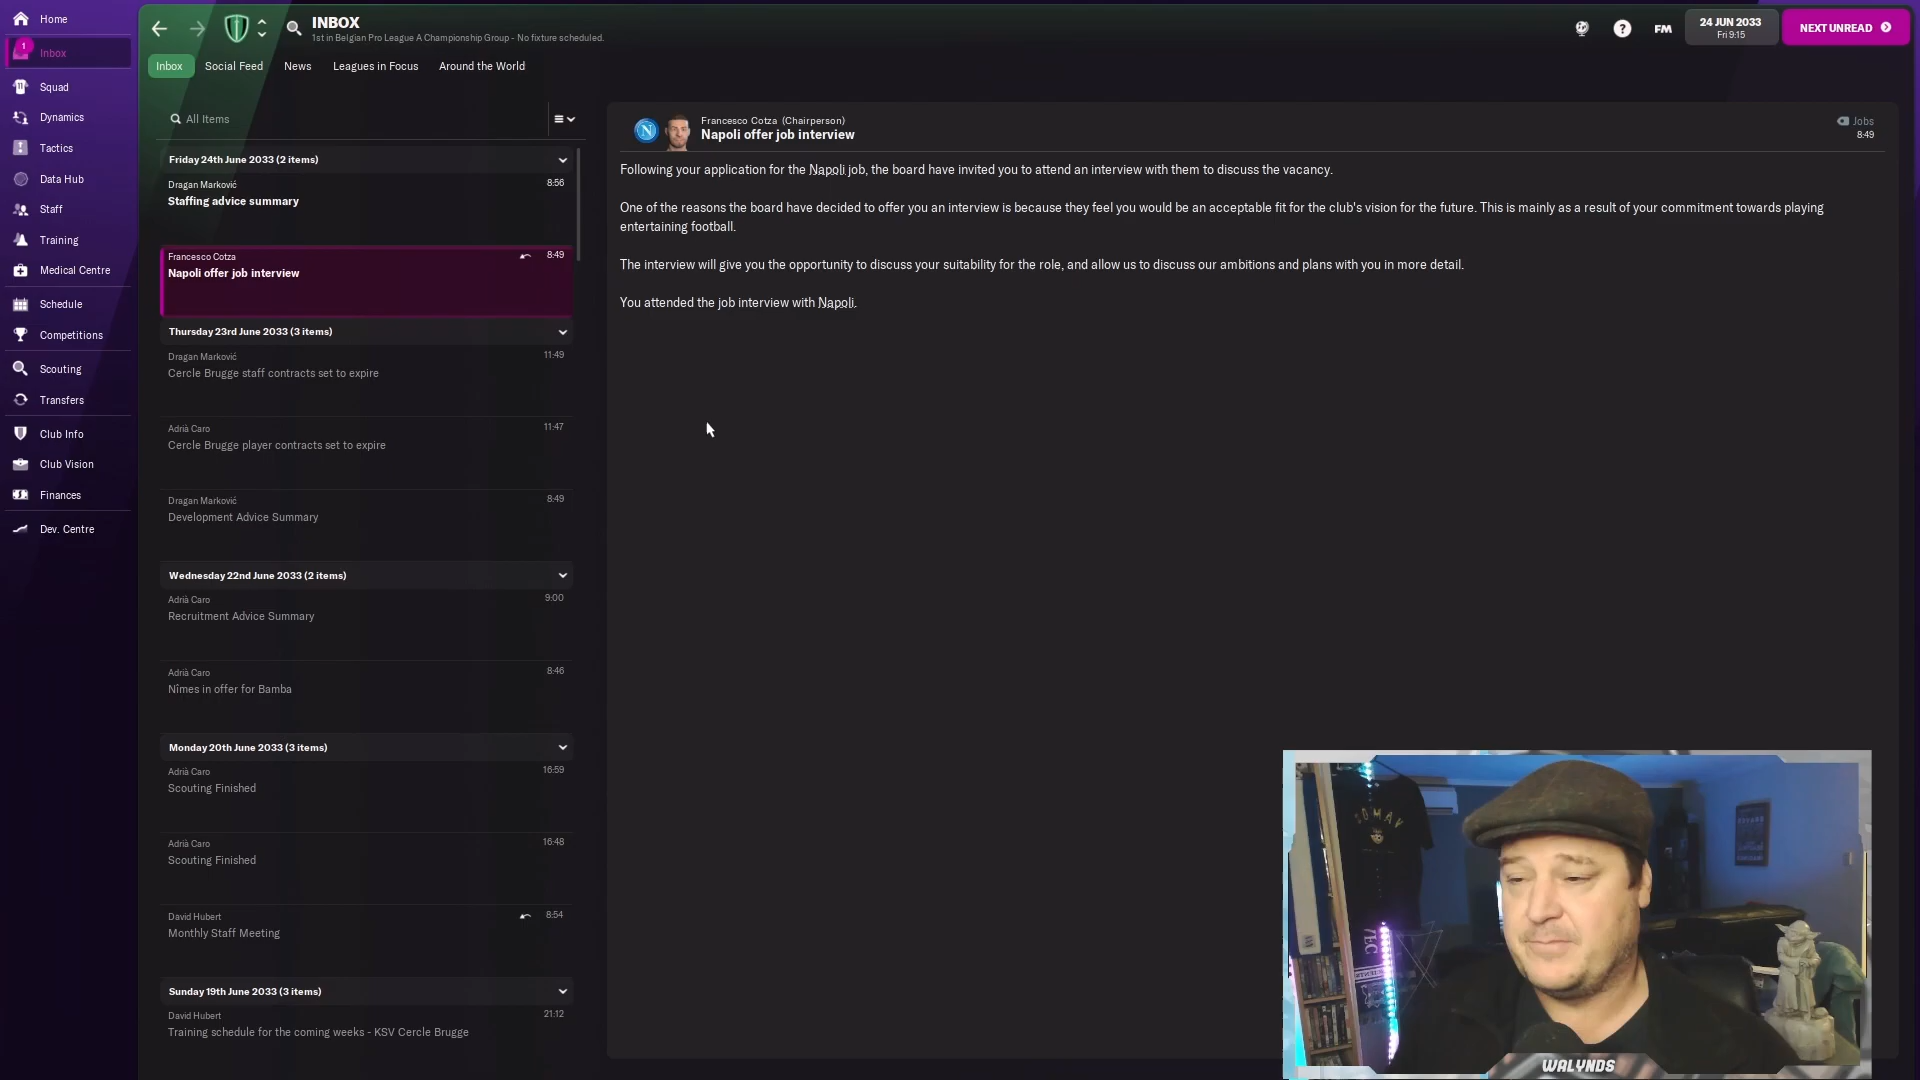 Home
INBOX
1st in Belgian Pro League A Championship Group - No fixture scheduled.
24 JUN 2033
Fri 9:15
NEXT UNREAD
FM
?
1
Inbox
Squad
Dynamics
Tactics
Data Hub
Staff
Training
Medical Centre
Schedule
Competitions
Scouting
Transfers
Club Info
Club Vision
Finances
Dev. Centre
Inbox Social Feed News Leagues in Focus Around the World
All Items
Friday 24th June 2033 (2 items)
Dragan Marković 8:56
Staffing advice summary
Francesco Cotza 8:49
Napoli offer job interview
Thursday 23rd June 2033 (3 items)
Dragan Marković 11:49
Cercle Brugge staff contracts set to expire
Adrià Caro 11:47
Cercle Brugge player contracts set to expire
Dragan Marković 8:49
Development Advice Summary
Wednesday 22nd June 2033 (2 items)
Adrià Caro 9:00
Recruitment Advice Summary
Adrià Caro 8:46
Nîmes in offer for Bamba
Monday 20th June 2033 (3 items)
Adrià Caro 16:59
Scouting Finished
Adrià Caro 16:48
Scouting Finished
David Hubert 8:54
Monthly Staff Meeting
Sunday 19th June 2033 (3 items)
David Hubert 21:12
Training schedule for the coming weeks - KSV Cercle Brugge
N
Francesco Cotza (Chairperson)
Napoli offer job interview
Jobs
8:49
Following your application for the Napoli job, the board have invited you to attend an interview with them to discuss the vacancy.
One of the reasons the board have decided to offer you an interview is because they feel you would be an acceptable fit for the club's vision for the future. This is mainly as a result of your commitment towards playing
entertaining football.
The interview will give you the opportunity to discuss your suitability for the role, and allow us to discuss our ambitions and plans with you in more detail.
You attended the job interview with Napoli.
WALYNDS